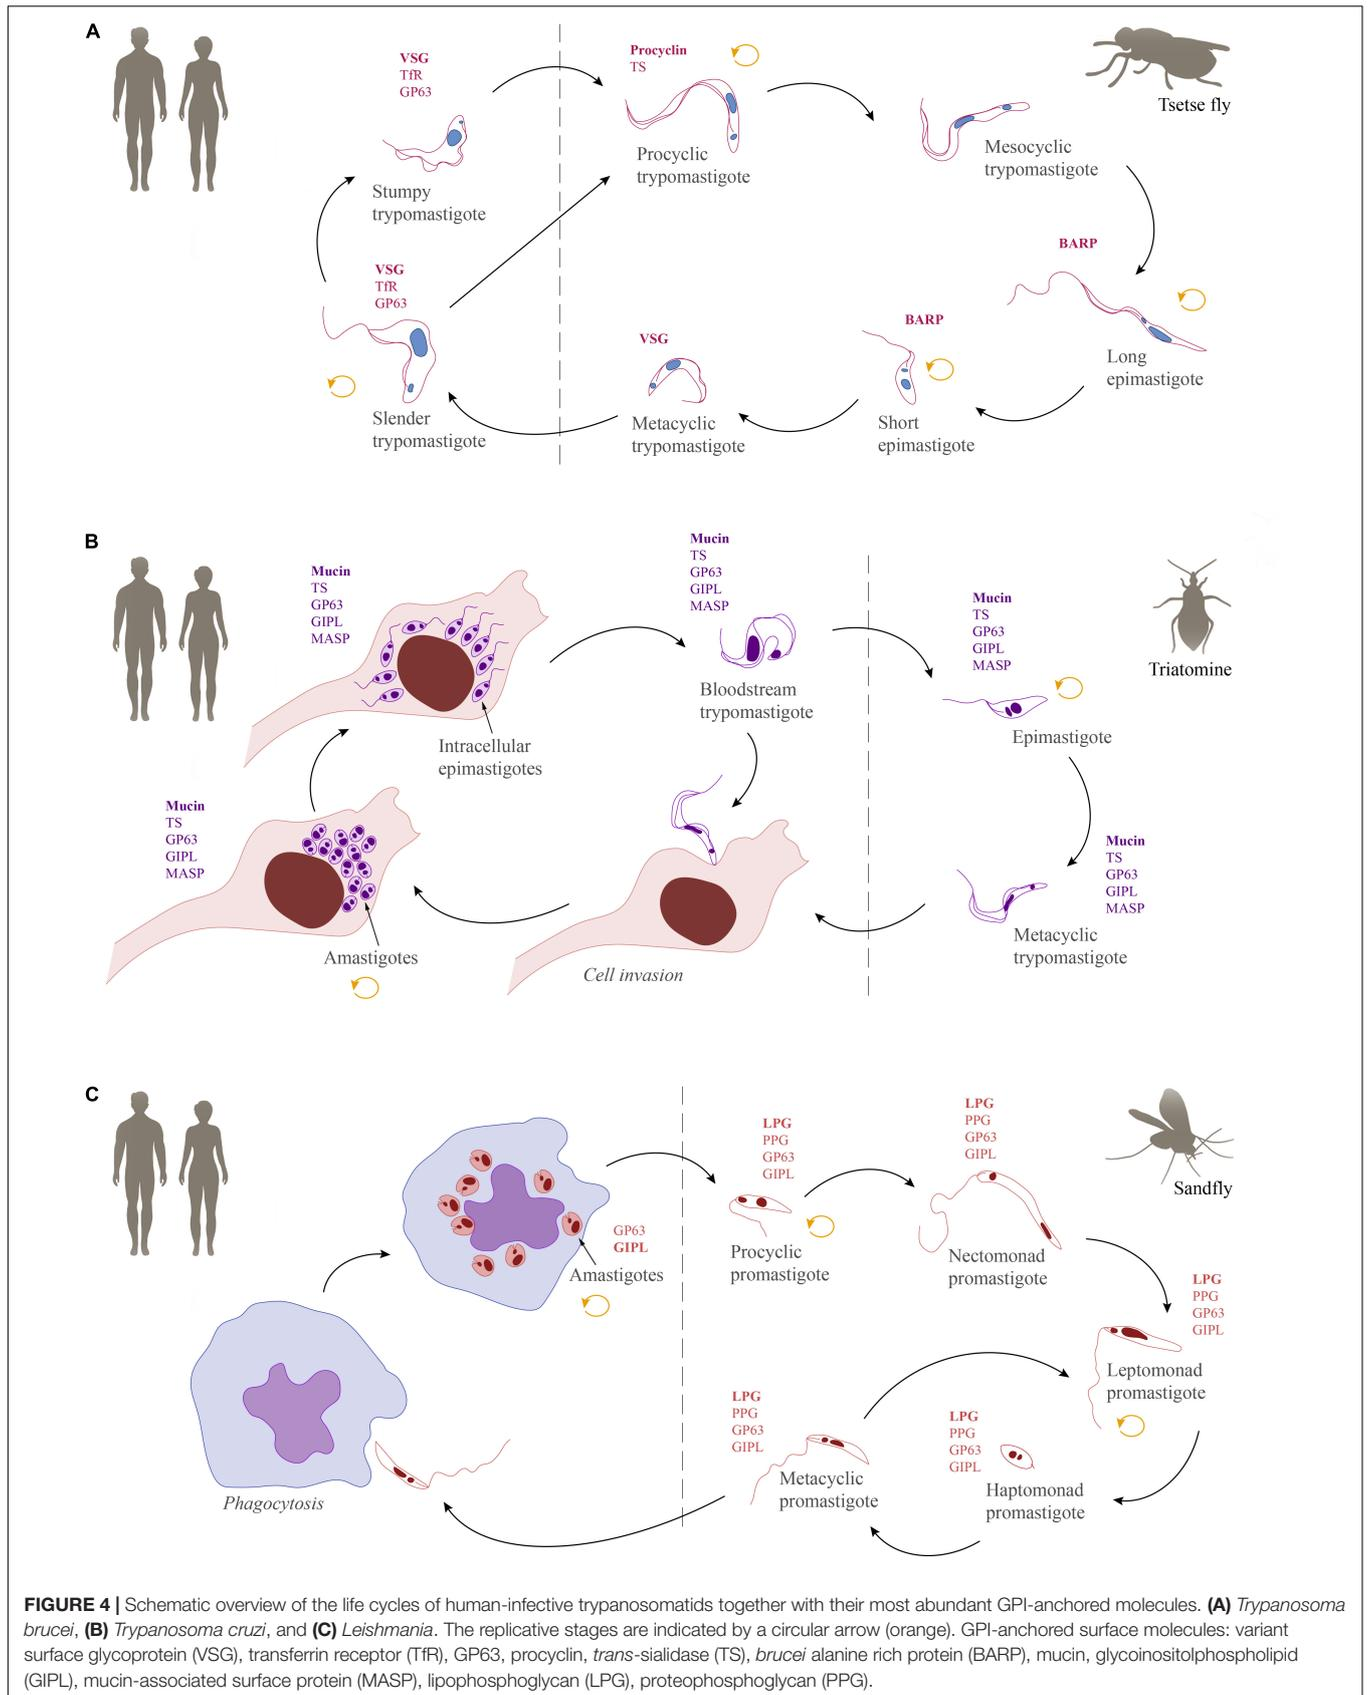 A
VSG
TfR
GP63
Stumpy
trypomastigote
Procyclin
TS
Procyclic
trypomastigote
Tsetse fly
Mesocyclic
trypomastigote
BARP
Long
epimastigote
BARP
Short
epimastigote
VSG
Metacyclic
trypomastigote
VSG
TfR
GP63
Slender
trypomastigote
B
Mucin
TS
GP63
GIPL
MASP
Intracellular
epimastigotes
Mucin
TS
GP63
GIPL
MASP
Bloodstream
trypomastigote
Mucin
TS
GP63
GIPL
MASP
Epimastigote
Triatomine
Mucin
TS
GP63
GIPL
MASP
Amastigotes
Cell invasion
Mucin
TS
GP63
GIPL
MASP
Metacyclic
trypomastigote
C
GP63
GIPL
Amastigotes
LPG
PPG
GP63
GIPL
Procyclic
promastigote
LPG
PPG
GP63
GIPL
Nectomonad
promastigote
Sandfly
LPG
PPG
GP63
GIPL
Leptomonad
promastigote
LPG
PPG
GP63
GIPL
Haptomonad
promastigote
LPG
PPG
GP63
GIPL
Metacyclic
promastigote
Phagocytosis
FIGURE 4 | Schematic overview of the life cycles of human-infective trypanosomatids together with their most abundant GPI-anchored molecules. (A) Trypanosoma
brucei, (B) Trypanosoma cruzi, and (C) Leishmania. The replicative stages are indicated by a circular arrow (orange). GPI-anchored surface molecules: variant
surface glycoprotein (VSG), transferrin receptor (TfR), GP63, procyclin, trans-sialidase (TS), brucei alanine rich protein (BARP), mucin, glycoinositolphospholipid
(GIPL), mucin-associated surface protein (MASP), lipophosphoglycan (LPG), proteophosphoglycan (PPG).